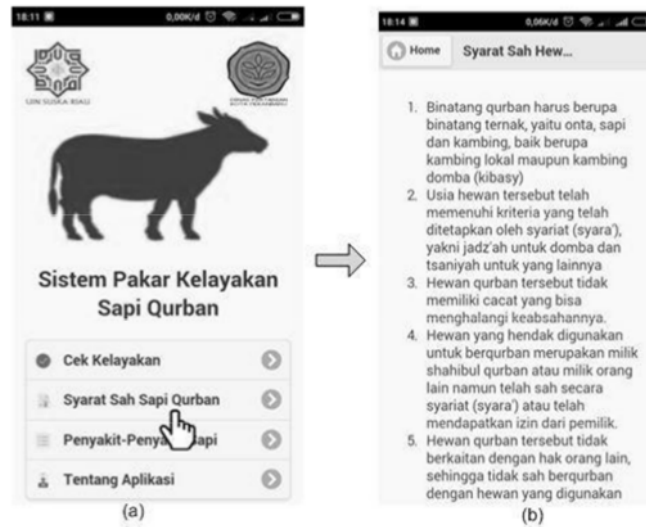 18:11
0,00K/d
UIN SUSKA RIAU
Sistem Pakar Kelayakan
Sapi Qurban
Cek Kelayakan
Syarat Sah Sapi Qurban
Tentang Aplikasi
(a)
18:14
0,06K/d
Home
Syarat Sah Hew...
1. Binatang qurban harus berupa
binatang ternak, yaitu onta, sapi
dan kambing, baik berupa
kambing lokal maupun kambing
domba (kibasy)
2. Usia hewan tersebut telah
memenuhi kriteria yang telah
ditetapkan oleh syariat (syara'),
yakni jadz'ah untuk domba dan
tsaniyah untuk yang lainnya
3. Hewan qurban tersebut tidak
memiliki cacat yang bisa
menghalangi keabsahannya.
4. Hewan yang hendak digunakan
untuk berqurban merupakan milik
shahibul qurban atau milik orang
lain namun telah sah secara
syariat (syara') atau telah
mendapatkan izin dari pemilik.
5. Hewan qurban tersebut tidak
berkaitan dengan hak orang lain,
sehingga tidak sah berqurban
dengan hewan yang digunakan
(b)